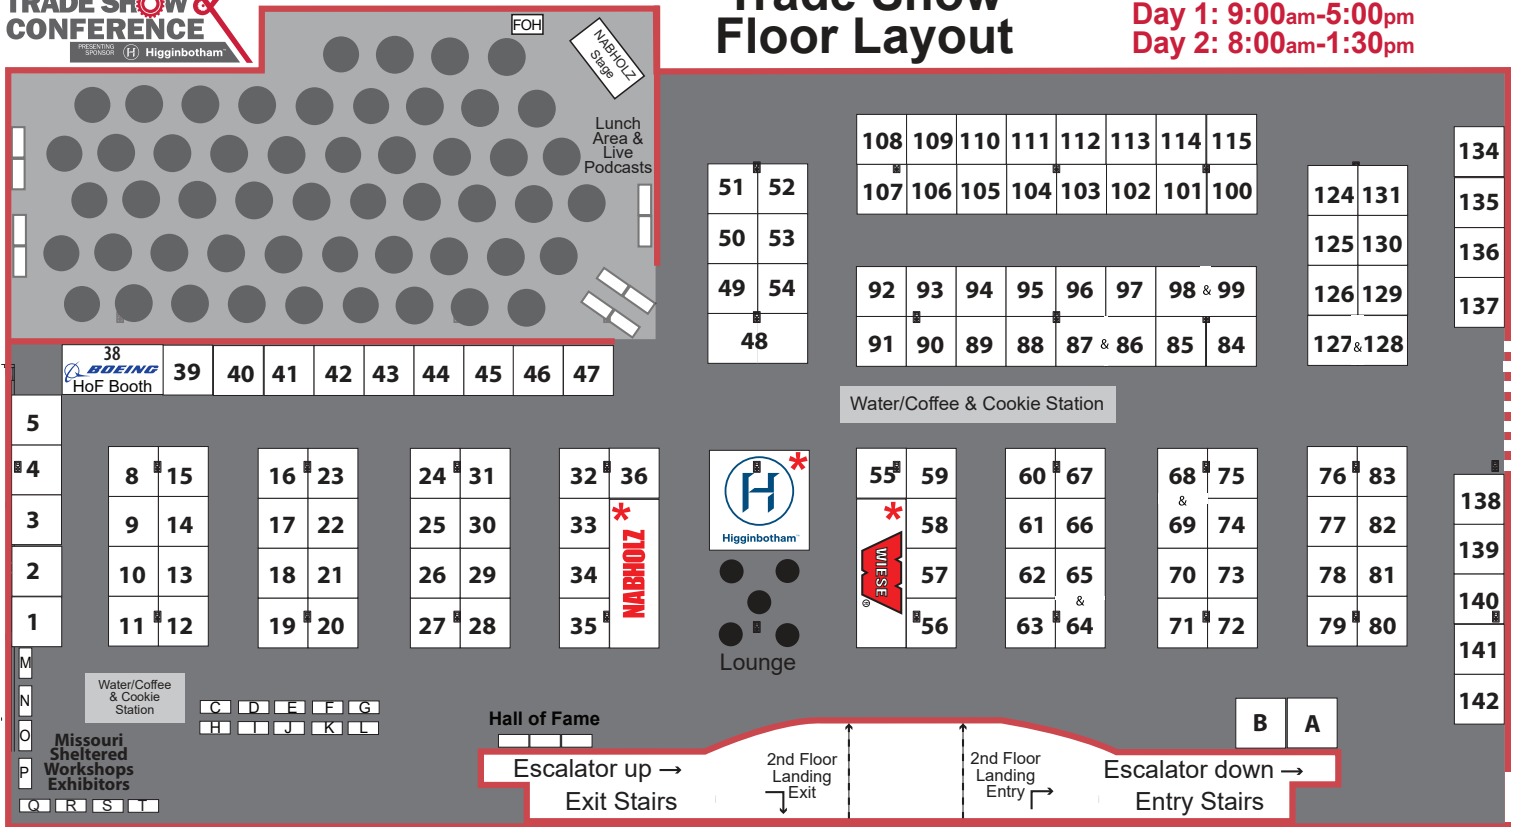 TRADE SHOW &
CONFERENCE
PRESENTING
SPONSOR
H Higginbotham
Trade Show
Floor Layout
Day 1: 9:00am-5:00pm
Day 2: 8:00am-1:30pm
FOH
NABHOLZ
Stage
Lunch
Area &
Live
Podcasts
108 109 110 111 112 113 114 115
107 106 105 104 103 102 101 100
51 52
50 53
49 54
48
92 93 94 95 96 97 98 & 99
91 90 89 88 87 & 86 85 84
124 131
125 130
126 129
127 & 128
134
135
136
137
38
BOEING
HoF Booth
39 40 41 42 43 44 45 46 47
Water/Coffee & Cookie Station
5
4
3
2
1
8 15
9 14
10 13
11 12
16 23
17 22
18 21
19 20
24 31
25 30
26 29
27 28
32 36
33
34
35
*
NABHOLZ
*
H
Higginbotham
Lounge
55 59
58
57
56
*
WIESE
®
60 67
61 66
62 65
&
63 64
68 75
&
69 74
70 73
71 72
76 83
77 82
78 81
79 80
138
139
140
141
142
M
N
O
P
Q R S T
Water/Coffee
& Cookie
Station
C D E F G
H I J K L
Missouri
Sheltered
Workshops
Exhibitors
Hall of Fame
B A
Escalator up →
Exit Stairs
2nd Floor
Landing
Exit
2nd Floor
Landing
Entry
Escalator down →
Entry Stairs